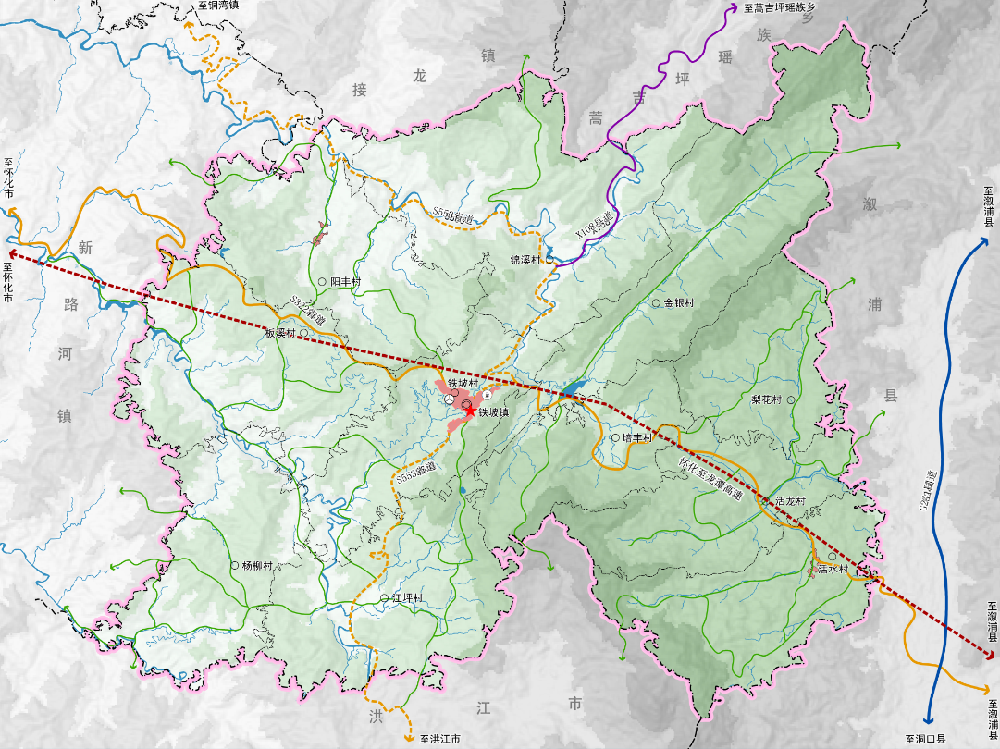 至铜湾镇
至蒿吉坪瑶族乡
接龙镇
蒿吉坪瑶族乡
至怀化市
至溆浦县
溆浦县
新路河镇
S553省道
X108县道
锦溪村
至怀化市
阳丰村
S322省道
金银村
板溪村
铁坡村
铁坡镇
梨花村
培丰村
S553省道
怀化至龙潭高速
G241国道
活龙村
杨柳村
活水村
江坪村
至溆浦县
洪江市
至溆浦县
至洪江市
至洞口县